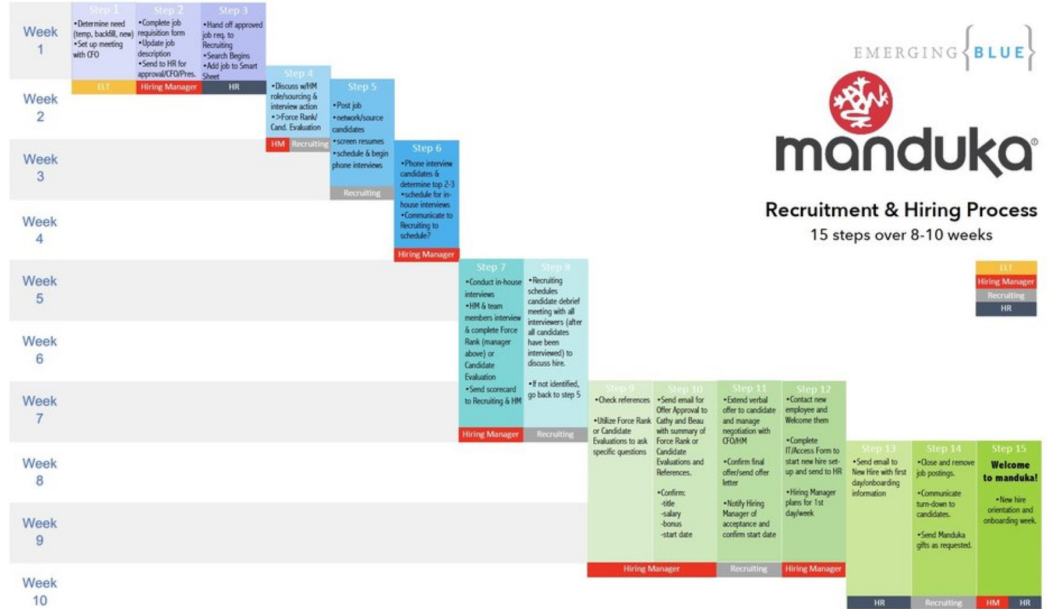 Week
1
Week
2
Week
3
Week
4
Week
5
Week
6
Week
7
Week
8
Week
9
Week
10
Step 1
•Determine need
(temp, backfill, new)
•Set up meeting
with CFO
ELT
Step 2
•Complete job
requisition form
•Update job
description
•Send to HR for
approval/CFO/Pres.
Hiring Manager
Step 3
•Hand off approved
job req. to
Recruiting
•Search Begins
•Add job to Smart
Sheet
HR
Step 4
•Discuss w/HM
role/sourcing &
interview action
•>Force Rank/
Cand. Evaluation
HM Recruiting
Step 5
•Post job
•network/source
candidates
•screen resumes
•schedule & begin
phone interviews
Recruiting
Step 6
•Phone interview
candidates &
determine top 2-3
•schedule for in-
house interviews
•Communicate to
Recruiting to
schedule?
Hiring Manager
Step 7
•Conduct in-house
interviews
•HM & team
members interview
& complete Force
Rank (manager
above) or
Candidate
Evaluation
•Send scorecard
to Recruiting & HM
Hiring Manager
Step 8
•Recruiting
schedules
candidate debrief
meeting with all
interviewers (after
all candidates
have been
interviewed) to
discuss hire.
•If not identified,
go back to step 5
Recruiting
Step 9
•Check references
•Utilize Force Rank
or Candidate
Evaluations to ask
specific questions
Step 10
•Send email for
Offer Approval to
Cathy and Beau
with summary of
Force Rank or
Candidate
Evaluations and
References.
•Confirm:
-title
-salary
-bonus
-start date
Hiring Manager
Step 11
•Extend verbal
offer to candidate
and manage
negotiation with
CFO/HM
•Confirm final
offer/send offer
letter
•Notify Hiring
Manager of
acceptance and
confirm start date
Recruiting
Step 12
•Contact new
employee and
Welcome them
•Complete
IT/Access Form to
start new hire set-
up and send to HR
•Hiring Manager
plans for 1st
day/week
Hiring Manager
Step 13
•Send email to
New Hire with first
day/onboarding
information
HR
Step 14
•Close and remove
job postings.
•Communicate
turn-down to
candidates.
•Send Manduka
gifts as requested.
Recruiting
Step 15
Welcome
to manduka!
•New hire
orientation and
onboarding week.
HM HR
EMERGING{BLUE}
manduka®
Recruitment & Hiring Process
15 steps over 8-10 weeks
ELT
Hiring Manager
Recruiting
HR